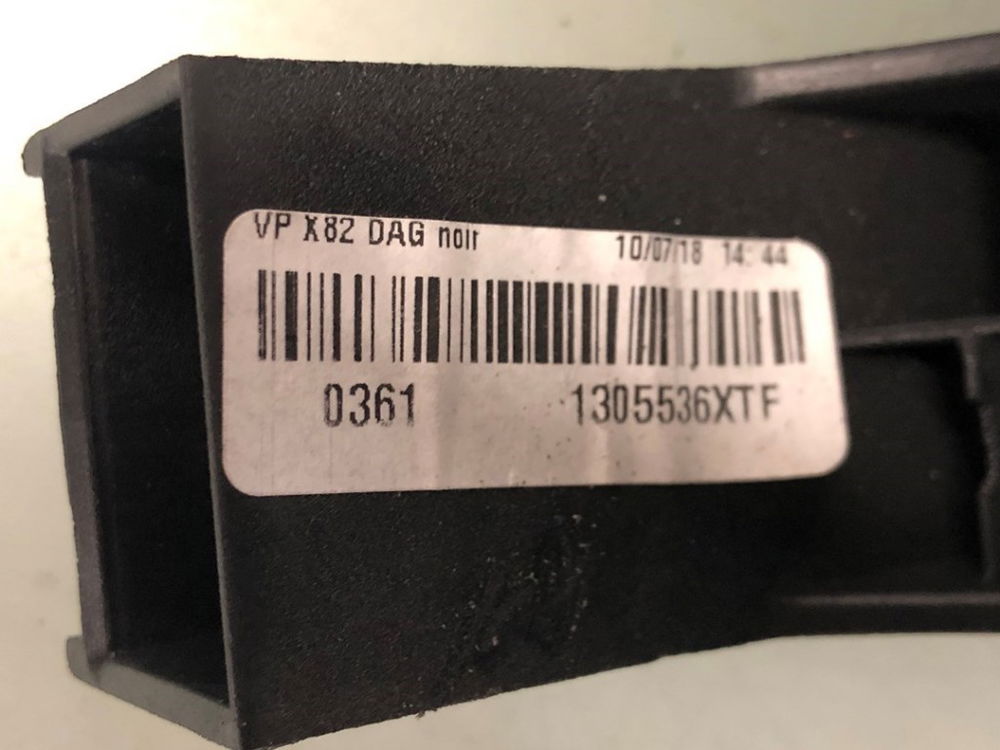 VP X82 DAG noir 10/07/18 14:44
0361 1305536XTF